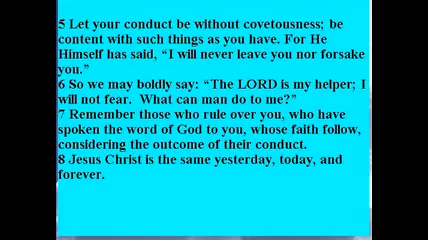 5 Let your conduct be without covetousness; be
content with such things as you have. For He
Himself has said, “I will never leave you nor forsake
you.”
6 So we may boldly say: “The LORD is my helper; I
will not fear.  What can man do to me?”
7 Remember those who rule over you, who have
spoken the word of God to you, whose faith follow,
considering the outcome of their conduct.
8 Jesus Christ is the same yesterday, today, and
forever.